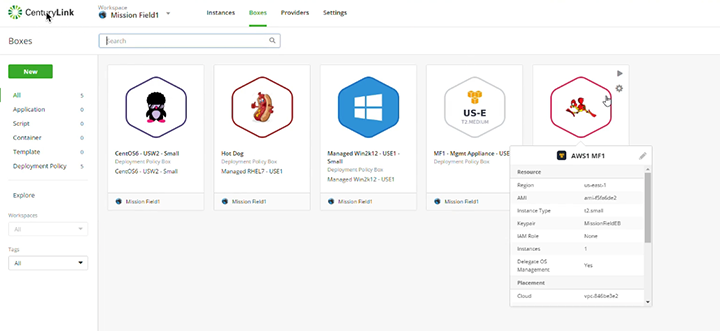 CenturyLink
Workspace
Mission Field1
Instances
Boxes
Providers
Settings
Boxes
Search
New
All 5
Application 0
Script 0
Container 0
Template 0
Deployment Policy 5
Explore
Workspaces
All
Tags
All
CentOS6 - USW2 - Small
Deployment Policy Box
CentOS6 - USW2 - Small
Mission Field1
Hot Dog
Deployment Policy Box
Managed RHEL7 - USE1
Mission Field1
Managed Win2k12 - USE1 -
Small
Deployment Policy Box
Managed Win2k12 - USE1
Mission Field1
US-E
T2 MEDIUM
MF1 - Mgmt Appliance - USE1
Deployment Policy Box
Mission Field1
AWS1 MF1
Resource
Region us-east-1
AMI
Instance Type t2.small
Keypair MissionFieldEB
IAM Role None
Instances 1
Delegate OS
Management Yes
Placement
Cloud